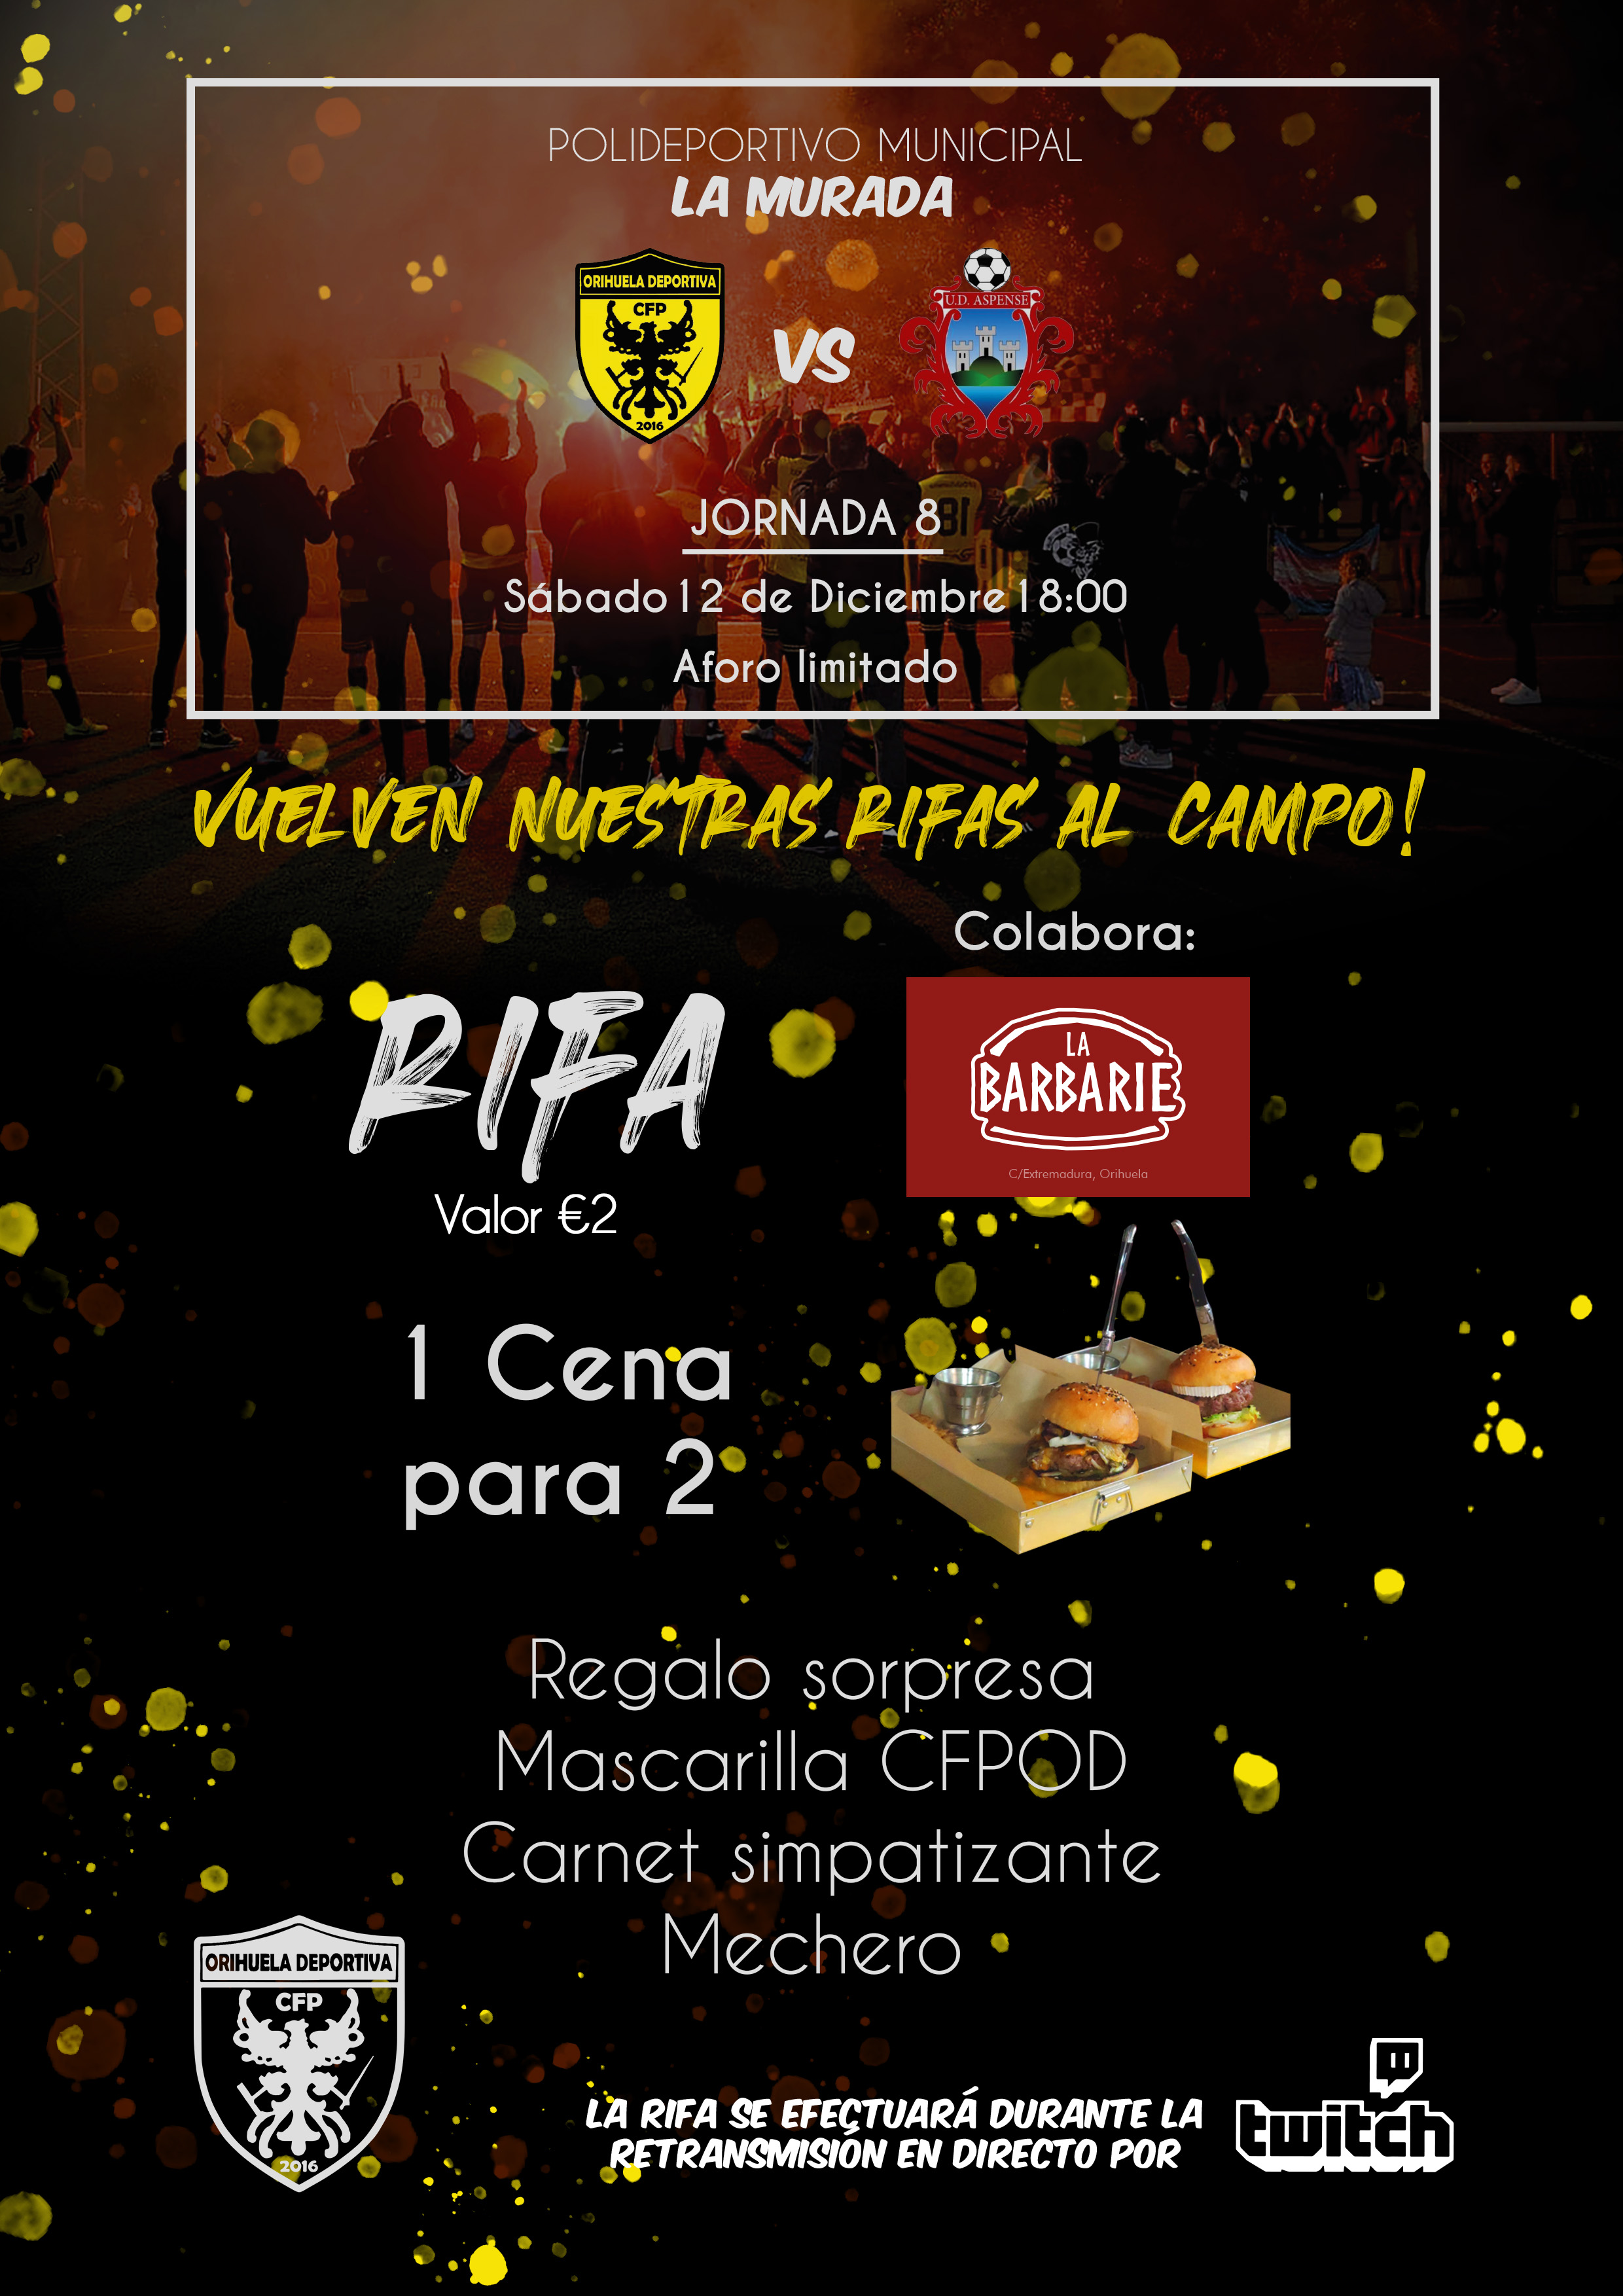 POLIDEPORTIVO MUNICIPAL
LA MURADA
ORIHUELA DEPORTIVA
CFP
2016
VS
U.D. ASPENSE
JORNADA 8
Sábado 12 de Diciembre 18:00
Aforo limitado
VUELVEN NUESTRAS RIFAS AL CAMPO!
RIFA
Valor €2
Colabora:
LA
BARBARIE
C/Extremadura, Orihuela
1 Cena
para 2
Regalo sorpresa
Mascarilla CFPOD
Carnet simpatizante
Mechero
ORIHUELA DEPORTIVA
CFP
2016
LA RIFA SE EFECTUARÁ DURANTE LA
RETRANSMISIÓN EN DIRECTO POR
twitch